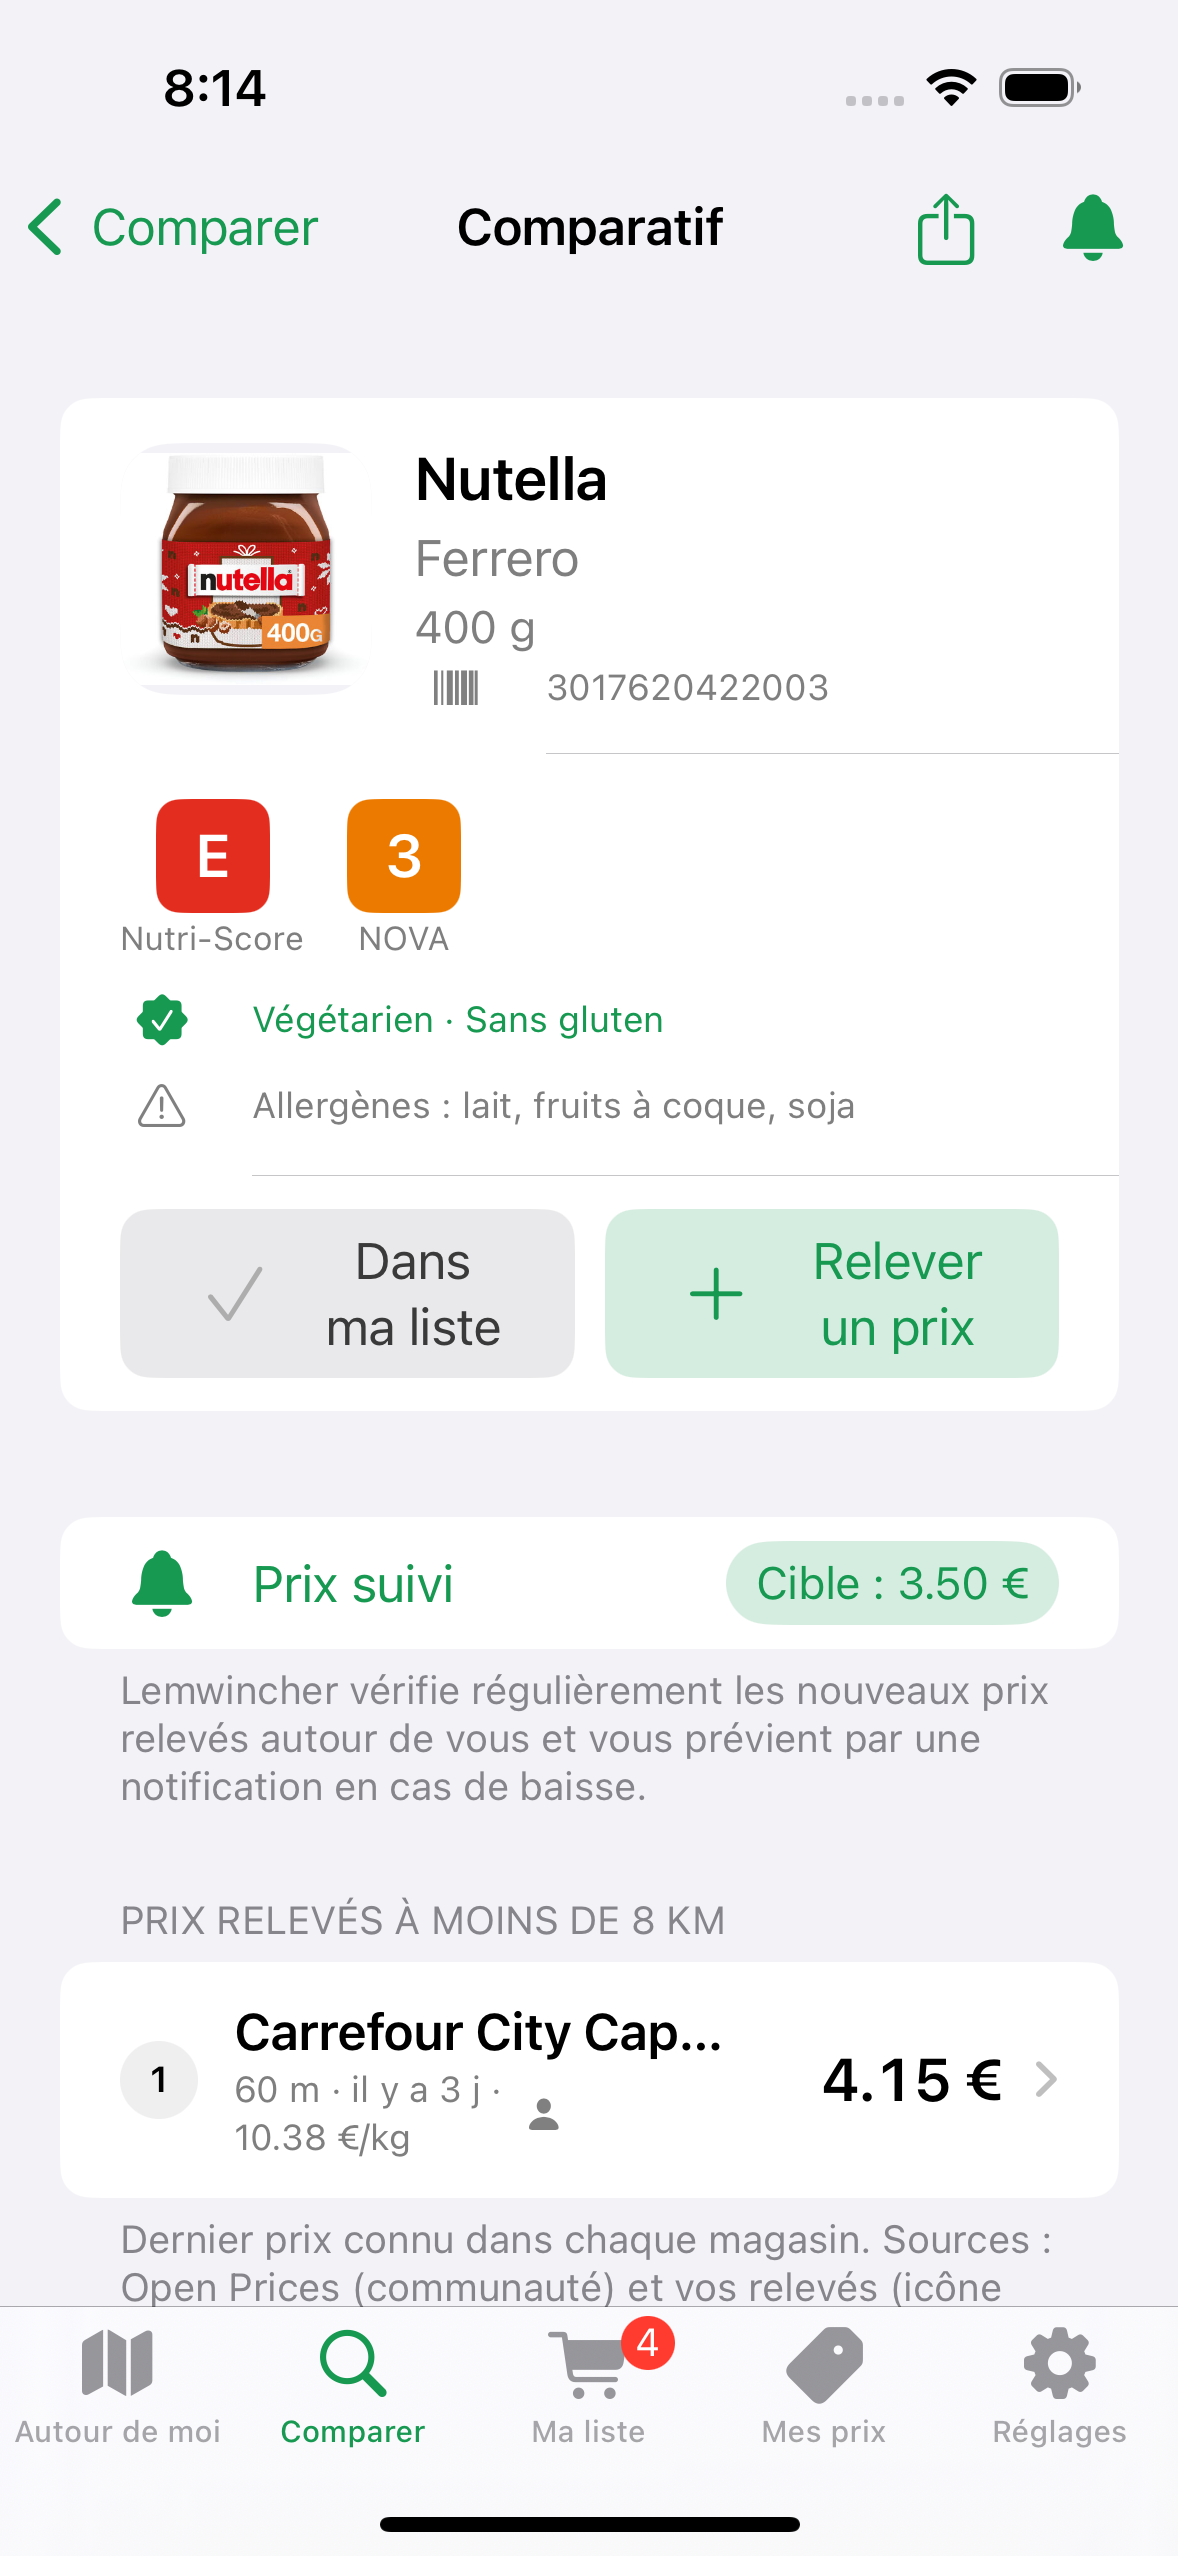 8:14
Comparer
Comparatif
Nutella
Ferrero
400 g
3017620422003
nutella
400G
E
3
Nutri-Score
NOVA
Végétarien · Sans gluten
Allergènes : lait, fruits à coque, soja
Dans
ma liste
Relever
un prix
Prix suivi
Cible : 3.50 €
Lemwincher vérifie régulièrement les nouveaux prix
relevés autour de vous et vous prévient par une
notification en cas de baisse.
PRIX RELEVÉS À MOINS DE 8 KM
1
Carrefour City Cap...
60 m · il y a 3 j ·
10.38 €/kg
4.15 €
Dernier prix connu dans chaque magasin. Sources :
Open Prices (communauté) et vos relevés (icône
4
Autour de moi
Comparer
Ma liste
Mes prix
Réglages